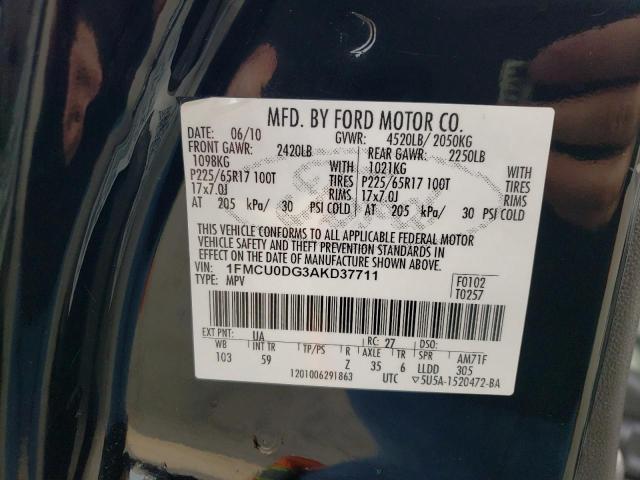 MFD. BY FORD MOTOR CO.
DATE: 06/10 GVWR: 4520LB/ 2050KG
FRONT GAWR: 2420LB REAR GAWR: 2250LB
1098KG WITH 1021KG WITH
P225/65R17 100T TIRES P225/65R17 100T TIRES
17x7.0J RIMS 17x7.0J RIMS
AT 205 kPa/ 30 PSI COLD AT 205 kPa/ 30 PSI COLD
THIS VEHICLE CONFORMS TO ALL APPLICABLE FEDERAL MOTOR
VEHICLE SAFETY AND THEFT PREVENTION STANDARDS IN
EFFECT ON THE DATE OF MANUFACTURE SHOWN ABOVE.
VIN: 1FMCU0DG3AKD37711 F0102
TYPE: MPV T0257
EXT PNT: UA RC: 27 DSO:
WB INT TR TP/PS R AXLE TR SPR AM71F
103 59 Z 35 6 LLDD 305
1201006291863 UTC ▽5U5A-1520472-BA